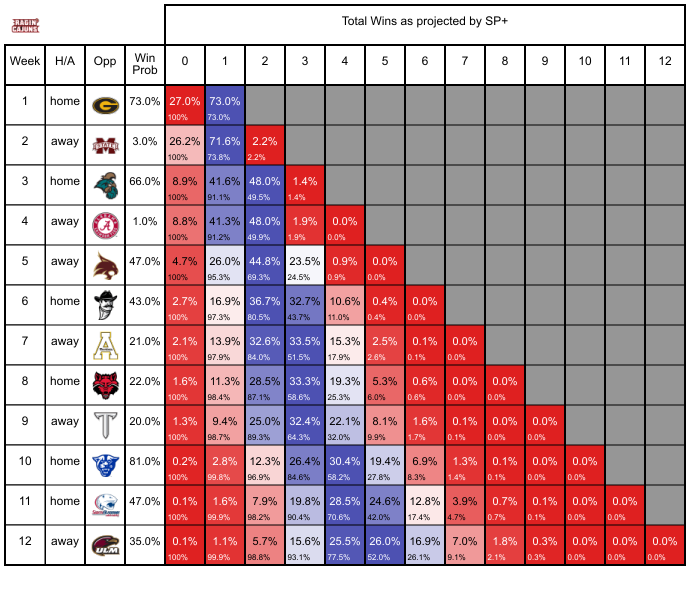 RAGIN' CAJUNS
Total Wins as projected by SP+
Week H/A Opp Win Prob 0 1 2 3 4 5 6 7 8 9 10 11 12
1 home G 73.0% 27.0% 73.0%
100% 73.0%
2 away M STATE 3.0% 26.2% 71.6% 2.2%
100% 73.8% 2.2%
3 home 66.0% 8.9% 41.6% 48.0% 1.4%
100% 91.1% 49.5% 1.4%
4 away A 1.0% 8.8% 41.3% 48.0% 1.9% 0.0%
100% 91.2% 49.9% 1.9% 0.0%
5 away 47.0% 4.7% 26.0% 44.8% 23.5% 0.9% 0.0%
100% 95.3% 69.3% 24.5% 0.9% 0.0%
6 home 43.0% 2.7% 16.9% 36.7% 32.7% 10.6% 0.4% 0.0%
100% 97.3% 80.5% 43.7% 11.0% 0.4% 0.0%
7 away A 21.0% 2.1% 13.9% 32.6% 33.5% 15.3% 2.5% 0.1% 0.0%
100% 97.9% 84.0% 51.5% 17.9% 2.6% 0.1% 0.0%
8 home 22.0% 1.6% 11.3% 28.5% 33.3% 19.3% 5.3% 0.6% 0.0% 0.0%
100% 98.4% 87.1% 58.6% 25.3% 6.0% 0.6% 0.0% 0.0%
9 away T 20.0% 1.3% 9.4% 25.0% 32.4% 22.1% 8.1% 1.6% 0.1% 0.0% 0.0%
100% 98.7% 89.3% 64.3% 32.0% 9.9% 1.7% 0.1% 0.0% 0.0%
10 home 81.0% 0.2% 2.8% 12.3% 26.4% 30.4% 19.4% 6.9% 1.3% 0.1% 0.0% 0.0%
100% 99.8% 96.9% 84.6% 58.2% 27.8% 8.3% 1.4% 0.1% 0.0% 0.0%
11 home 47.0% 0.1% 1.6% 7.9% 19.8% 28.5% 24.6% 12.8% 3.9% 0.7% 0.1% 0.0% 0.0%
100% 99.9% 98.2% 90.4% 70.6% 42.0% 17.4% 4.7% 0.7% 0.1% 0.0% 0.0%
12 away ULM 35.0% 0.1% 1.1% 5.7% 15.6% 25.5% 26.0% 16.9% 7.0% 1.8% 0.3% 0.0% 0.0% 0.0%
100% 99.9% 98.8% 93.1% 77.5% 52.0% 26.1% 9.1% 2.1% 0.3% 0.0% 0.0% 0.0%